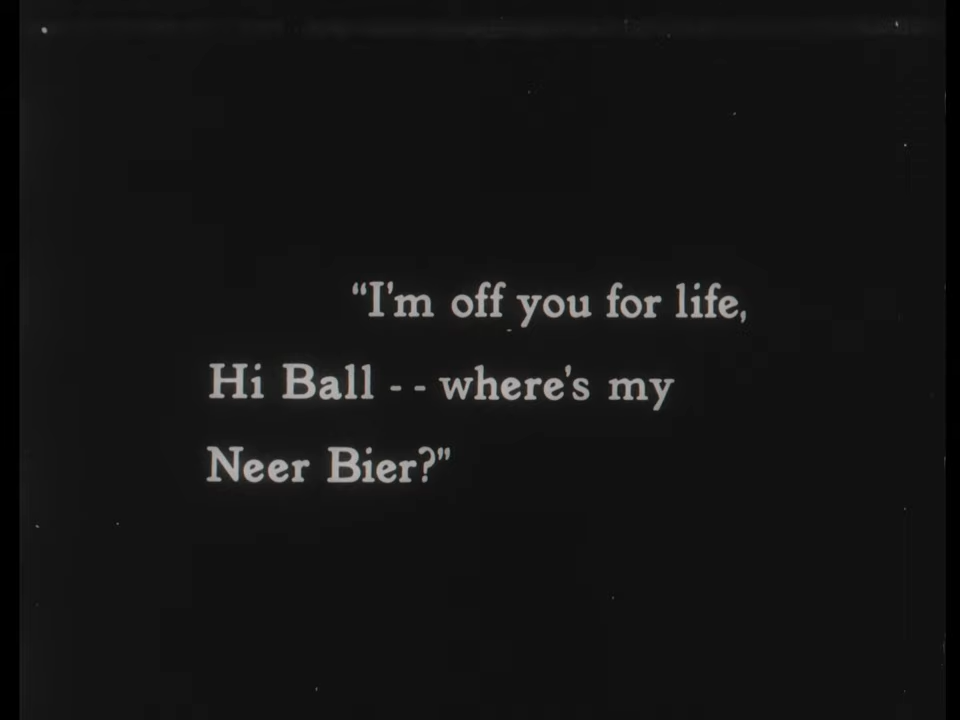 “I'm off you for life,
Hi Ball - - where's my
Neer Bier?”